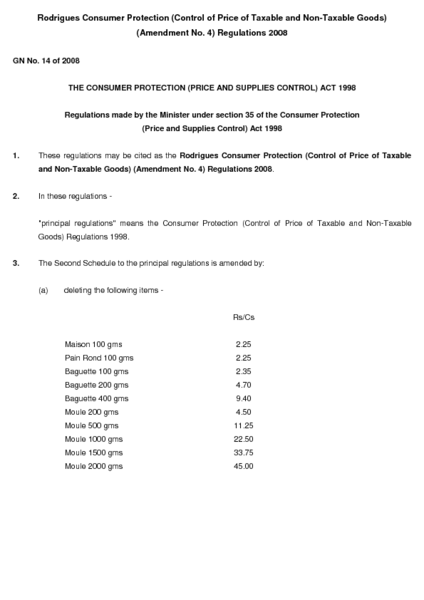 Rodrigues Consumer Protection (Control of Price of Taxable and Non-Taxable Goods)
(Amendment No. 4) Regulations 2008
GN No. 14 of 2008
THE CONSUMER PROTECTION (PRICE AND SUPPLIES CONTROL) ACT 1998
Regulations made by the Minister under section 35 of the Consumer Protection
(Price and Supplies Control) Act 1998
1. These regulations may be cited as the Rodrigues Consumer Protection (Control of Price of Taxable
and Non-Taxable Goods) (Amendment No. 4) Regulations 2008.
2. In these regulations -
"principal regulations" means the Consumer Protection (Control of Price of Taxable and Non-Taxable
Goods) Regulations 1998.
3. The Second Schedule to the principal regulations is amended by:
(a) deleting the following items -
Rs/Cs
Maison 100 gms 2.25
Pain Rond 100 gms 2.25
Baguette 100 gms 2.35
Baguette 200 gms 4.70
Baguette 400 gms 9.40
Moule 200 gms 4.50
Moule 500 gms 11.25
Moule 1000 gms 22.50
Moule 1500 gms 33.75
Moule 2000 gms 45.00